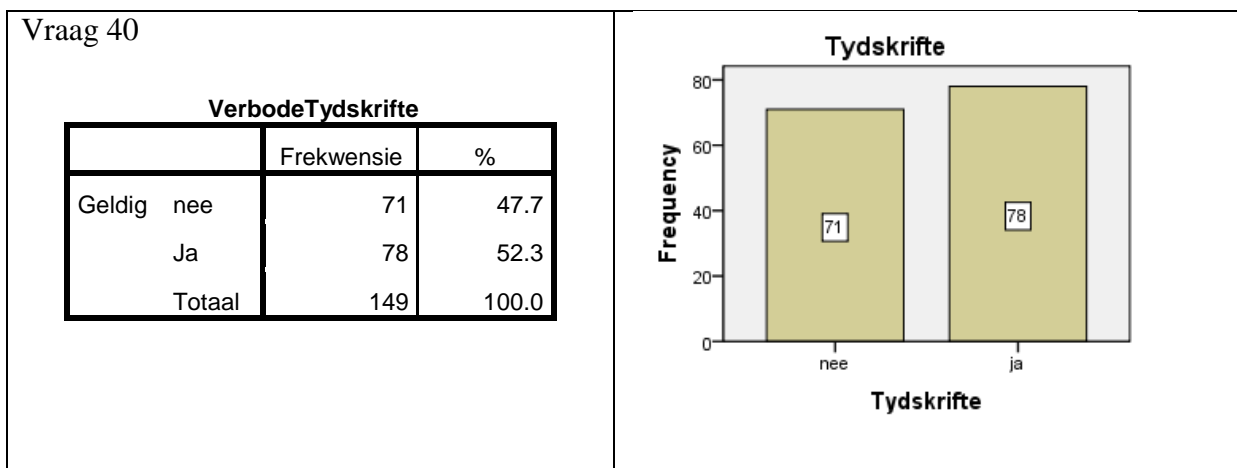 Vraag 40
VerbodeTydskrifte
Frekwensie %
Geldig nee 71 47.7
Ja 78 52.3
Totaal 149 100.0
Tydskrifte
Frequency
80
60
40
20
0
71
78
nee ja
Tydskrifte